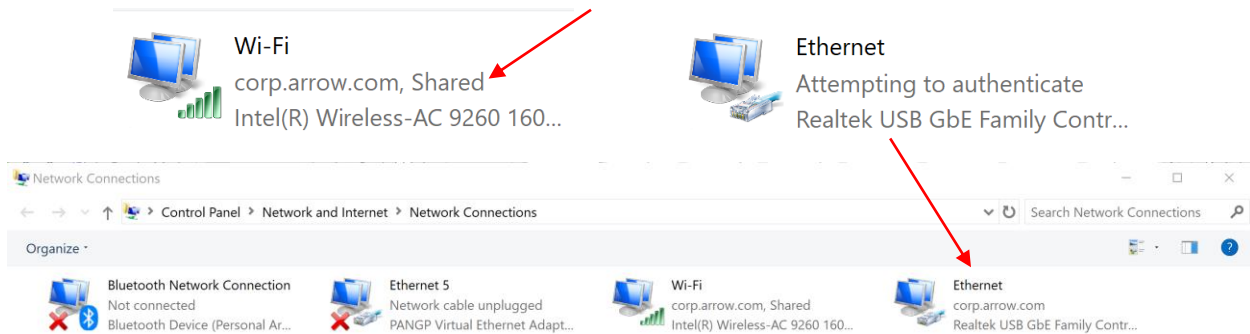 Wi-Fi
corp.arrow.com, Shared
Intel(R) Wireless-AC 9260 160...
Ethernet
Attempting to authenticate
Realtek USB GbE Family Contr...
Network Connections
Control Panel > Network and Internet > Network Connections
Search Network Connections
Organize
Bluetooth Network Connection
Not connected
Bluetooth Device (Personal Ar...
Ethernet 5
Network cable unplugged
PANGP Virtual Ethernet Adapt...
Wi-Fi
corp.arrow.com, Shared
Intel(R) Wireless-AC 9260 160...
Ethernet
corp.arrow.com
Realtek USB GbE Family Contr...